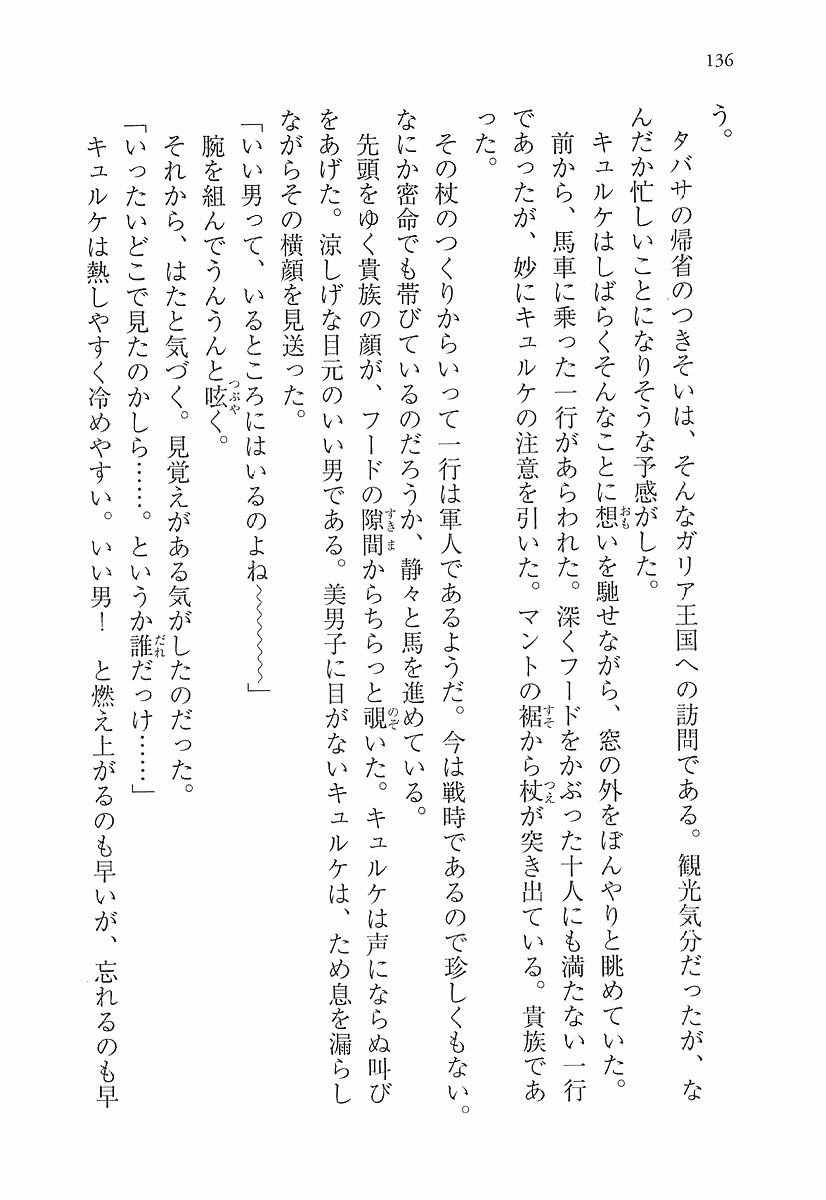 136
う。
タバサの帰省のつきそいは、そんなガリア王国への訪問である。観光気分だったが、な
んだか忙しいことになりそうな予感がした。
キュルケはしばらくそんなことに想いを馳せながら、窓の外をぼんやりと眺めていた。
前から、馬車に乗った一行があらわれた。深くフードをかぶった十人にも満たない一行
であったが、妙にキュルケの注意を引いた。マントの裾から杖が突き出ている。貴族であ
った。
その杖のつくりからいって一行は軍人であるようだ。今は戦時であるので珍しくもない。
なにか密命でも帯びているのだろうか、静々と馬を進めている。
先頭をゆく貴族の顔が、フードの隙間からちらっと覗いた。キュルケは声にならぬ叫び
をあげた。涼しげな目元のいい男である。美男子に目がないキュルケは、ため息を漏らし
ながらその横顔を見送った。
「いい男って、いるところにはいるのよね〜〜〜〜〜」
腕を組んでうんうんと呟く。
それから、はたと気づく。見覚えがある気がしたのだった。
「いったいどこで見たのかしら……。というか誰だっけ……」
キュルケは熱しやすく冷めやすい。いい男！　と燃え上がるのも早いが、忘れるのも早